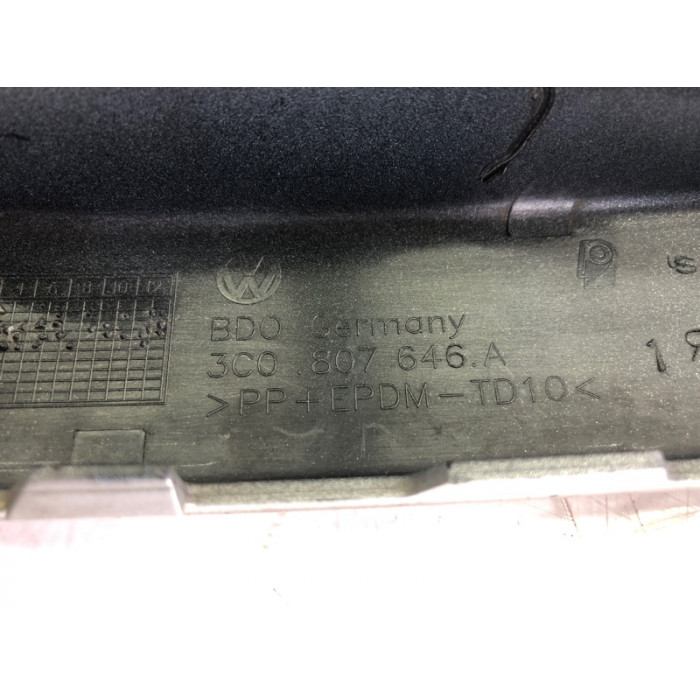 BDO Germany
3C0.807 646.A
>PP+EPDM-TD10<